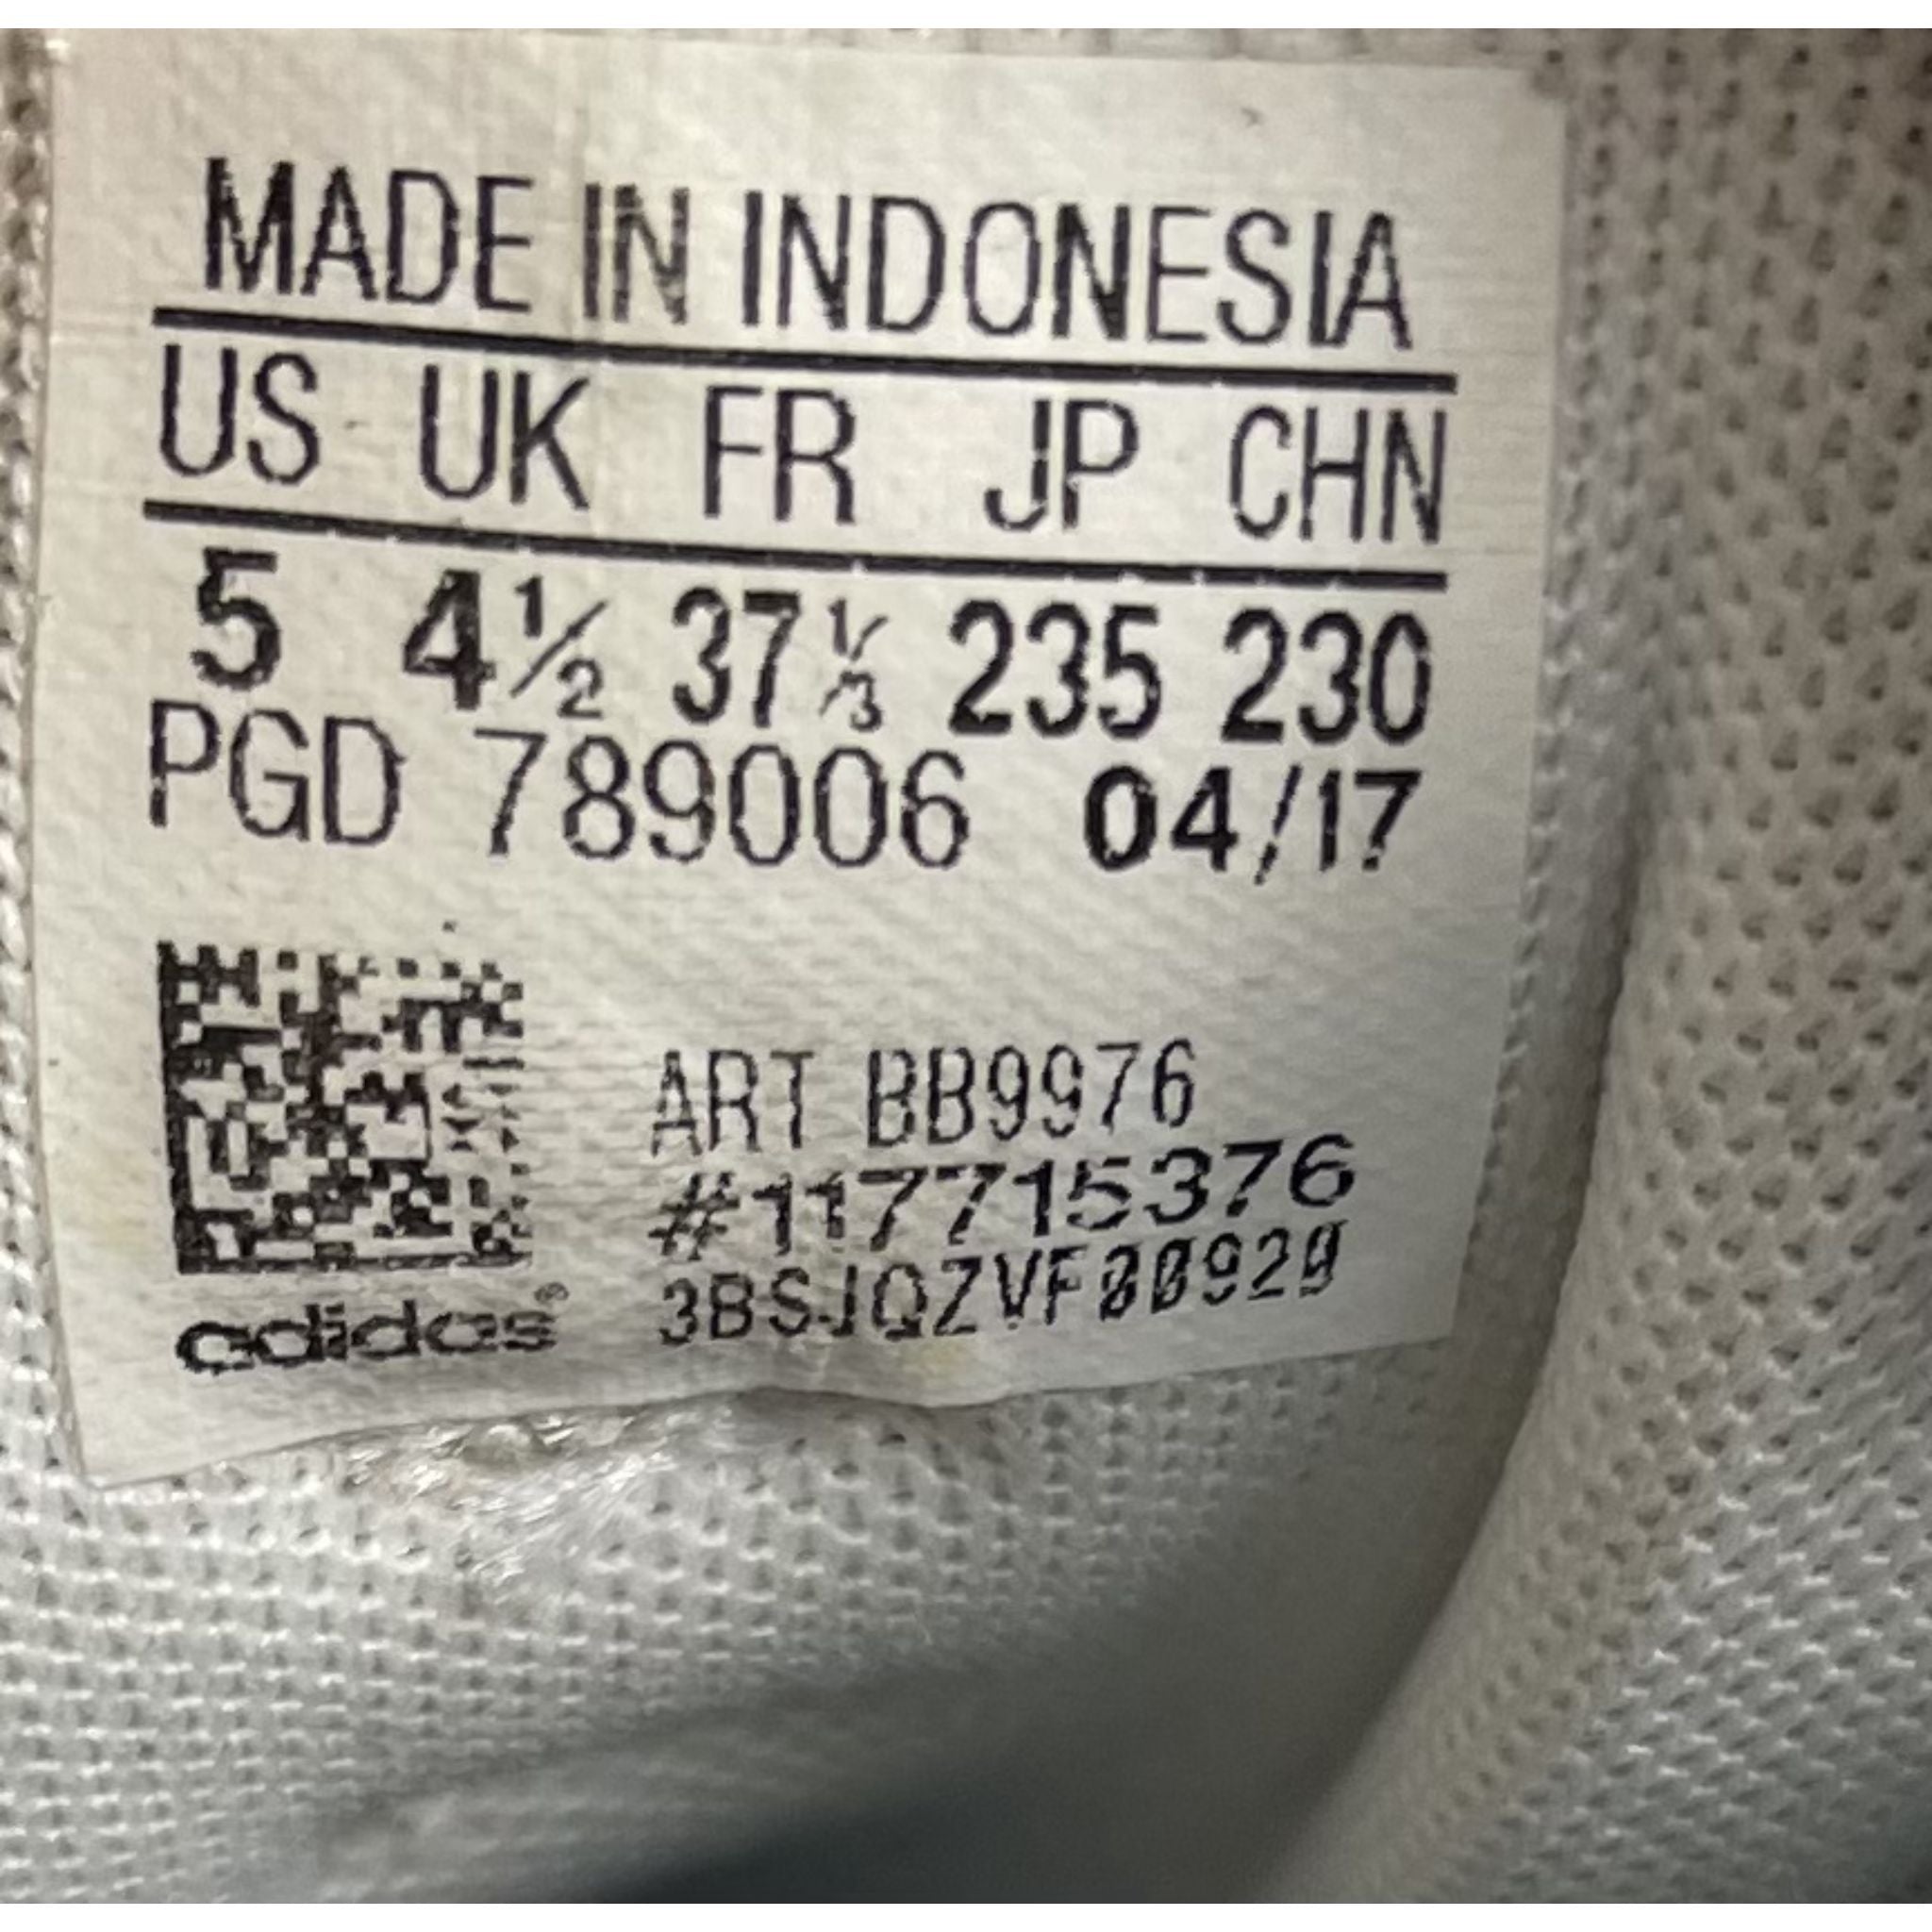 MADE IN INDONESIA
US UK FR JP CHN
5 4½ 37⅓ 235 230
PGD 789006 04/17
ART BB9976
#117715376
adidas®